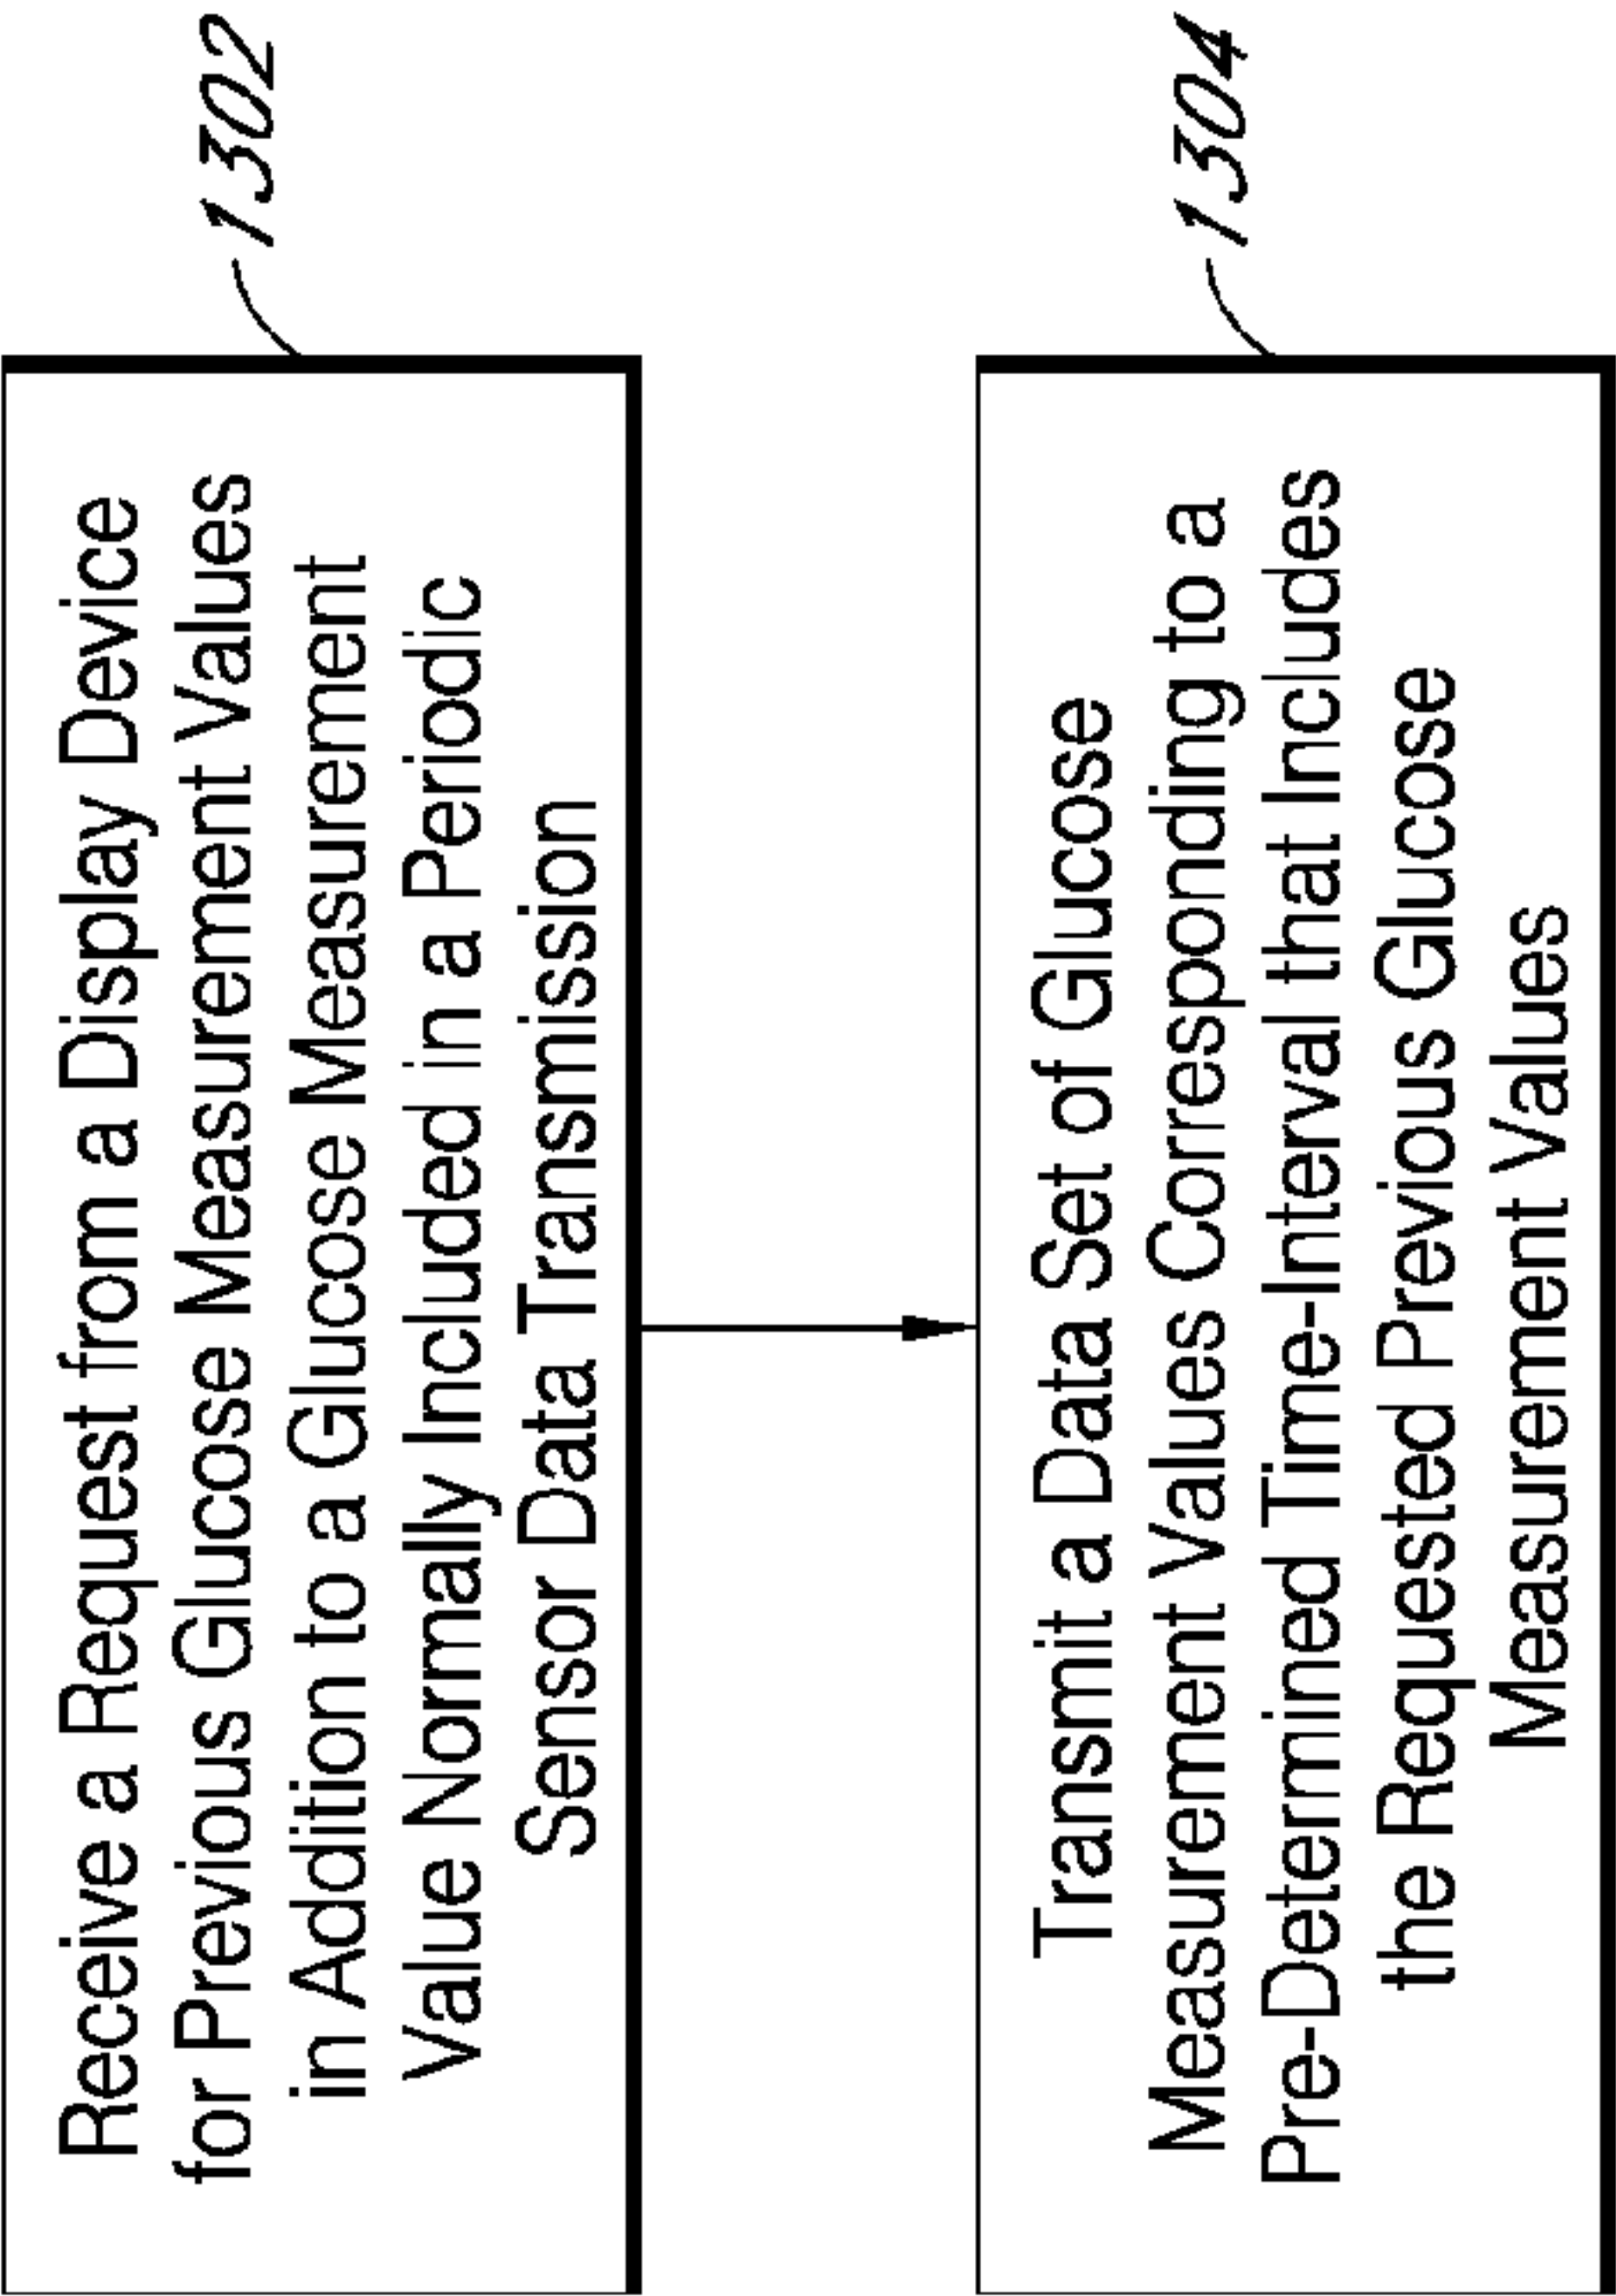 Receive a Request from a Display Device
for Previous Glucose Measurement Values
in Addition to a Glucose Measurement
Value Normally Included in a Periodic
Sensor Data Transmission
1302
Transmit a Data Set of Glucose
Measurement Values Corresponding to a
Pre-Determined Time-Interval that Includes
the Requested Previous Glucose
Measurement Values
1304